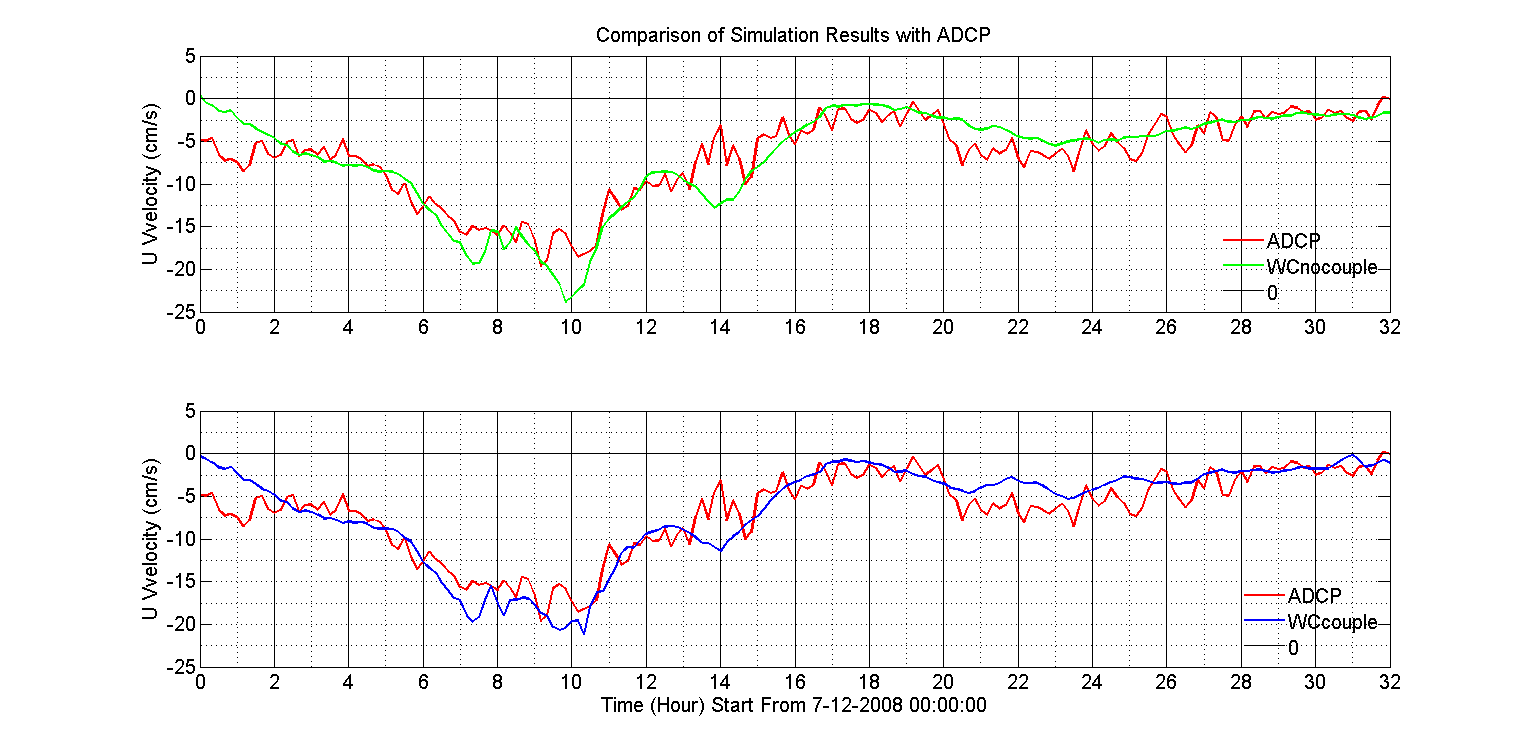 Comparison of Simulation Results with ADCP
U Vvelocity (cm/s)
5
0
-5
-10
-15
-20
-25
ADCP
WCnocouple
0
0 2 4 6 8 10 12 14 16 18 20 22 24 26 28 30 32
U Vvelocity (cm/s)
5
0
-5
-10
-15
-20
-25
ADCP
WCcouple
0
0 2 4 6 8 10 12 14 16 18 20 22 24 26 28 30 32
Time (Hour) Start From 7-12-2008 00:00:00